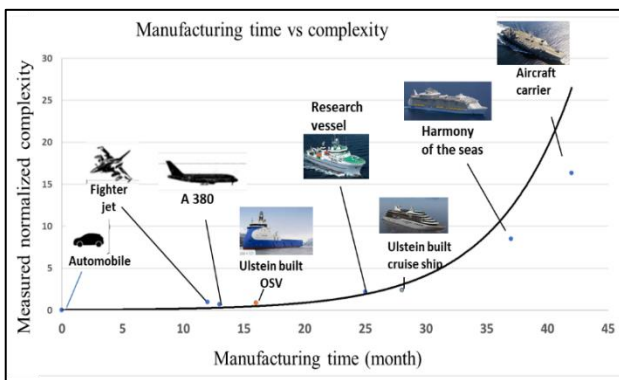 Manufacturing time vs complexity
Measured normalized complexity
30
25
20
15
10
5
0
Automobile
Fighter
jet
A 380
Ulstein built
OSV
Research
vessel
Ulstein built
cruise ship
Harmony
of the seas
Aircraft
carrier
0
5
10
15
20
25
30
35
40
45
Manufacturing time (month)